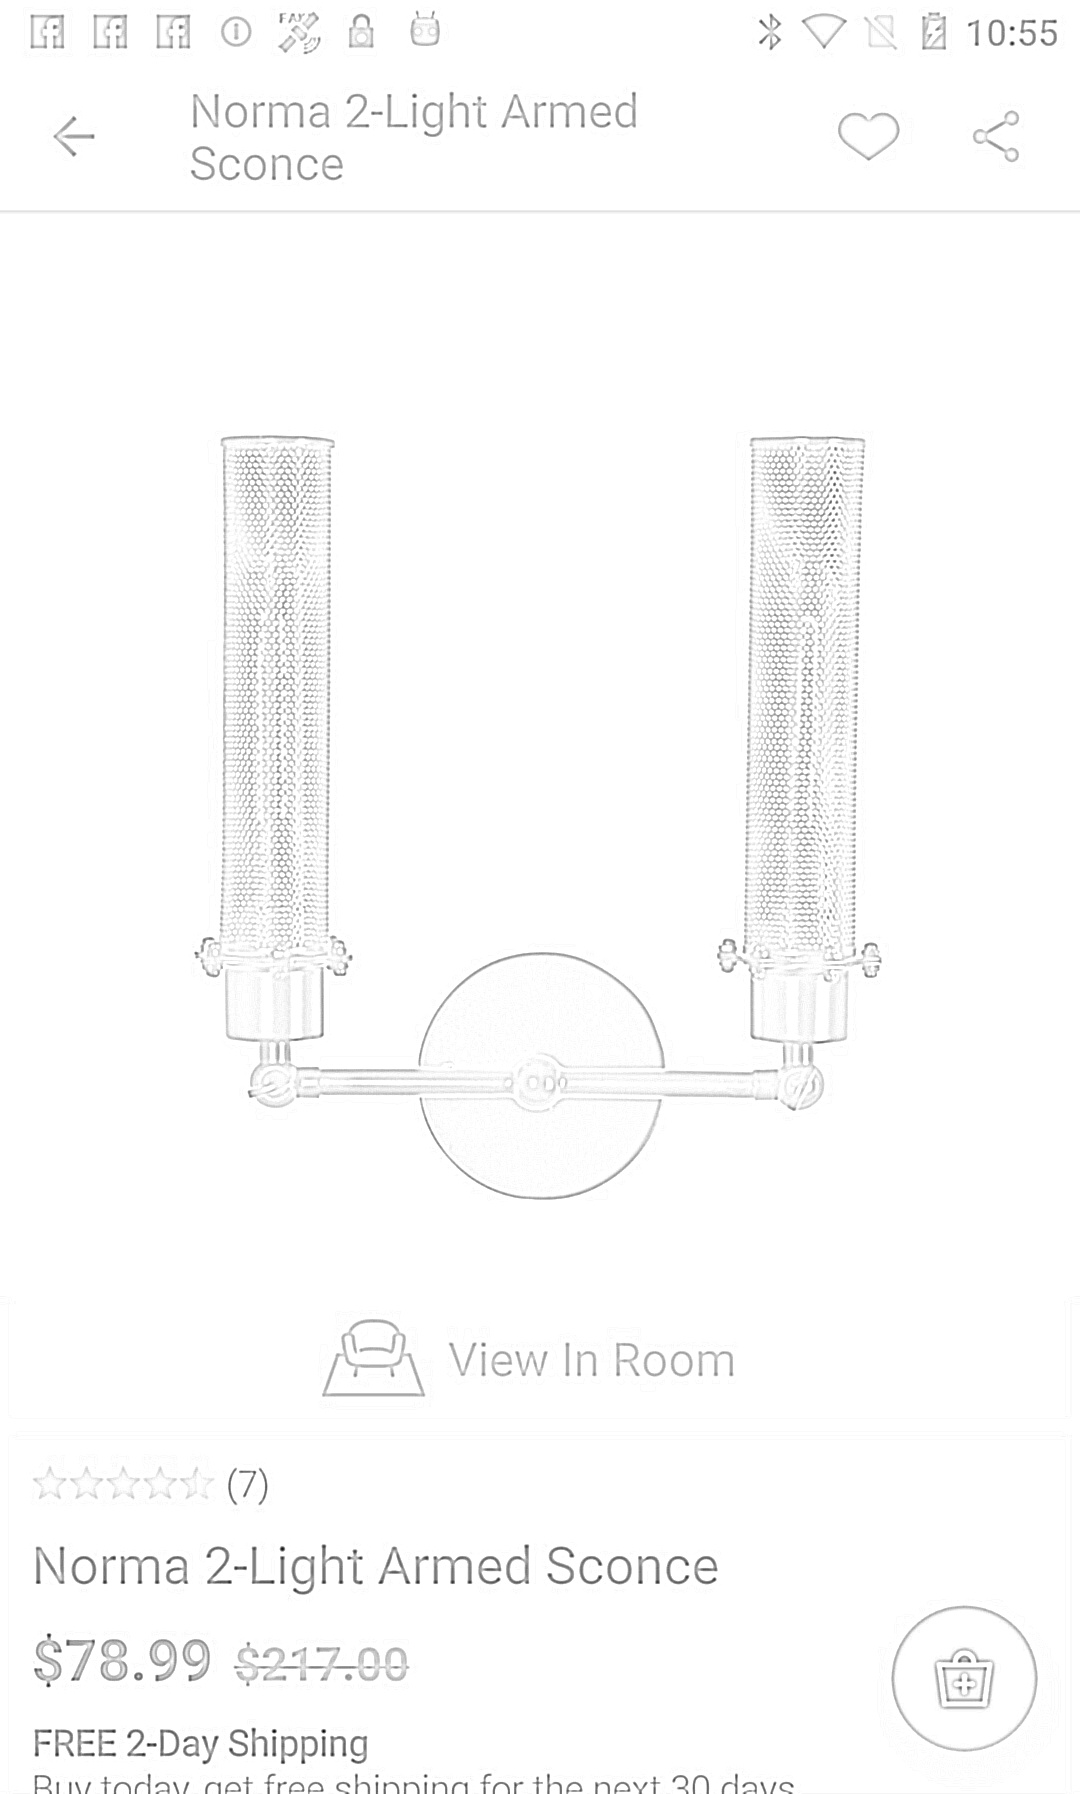 FAKE
10:55
Norma 2-Light Armed
Sconce
View In Room
(7)
Norma 2-Light Armed Sconce
$78.99 $217.00
FREE 2-Day Shipping
Buy today, get free shipping for the next 30 days